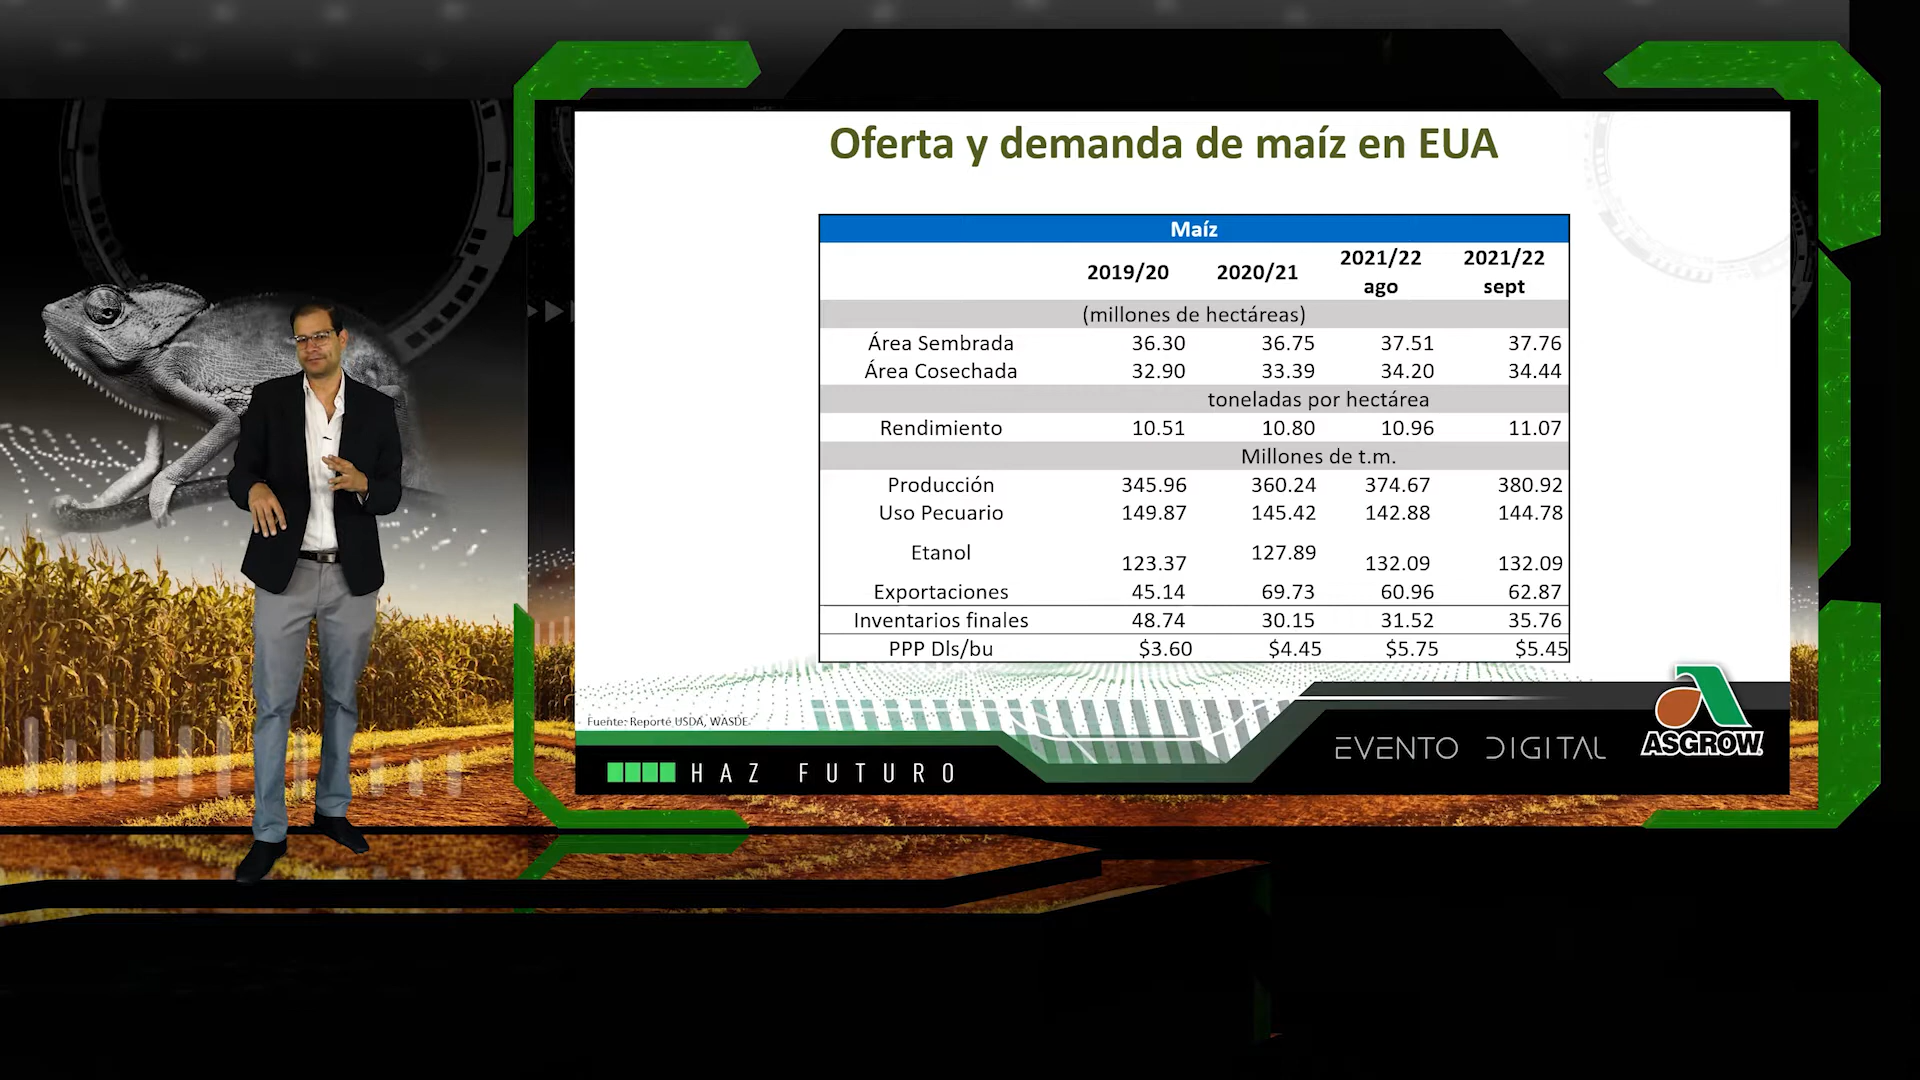 Oferta y demanda de maíz en EUA
Maíz
2019/20 2020/21 2021/22 ago 2021/22 sept
(millones de hectáreas)
Área Sembrada 36.30 36.75 37.51 37.76
Área Cosechada 32.90 33.39 34.20 34.44
toneladas por hectárea
Rendimiento 10.51 10.80 10.96 11.07
Millones de t.m.
Producción 345.96 360.24 374.67 380.92
Uso Pecuario 149.87 145.42 142.88 144.78
Etanol 123.37 127.89 132.09 132.09
Exportaciones 45.14 69.73 60.96 62.87
Inventarios finales 48.74 30.15 31.52 35.76
PPP Dls/bu $3.60 $4.45 $5.75 $5.45
Fuente: Reporté USDA, WASDE.
HAZ FUTURO
EVENTO DIGITAL
ASGROW